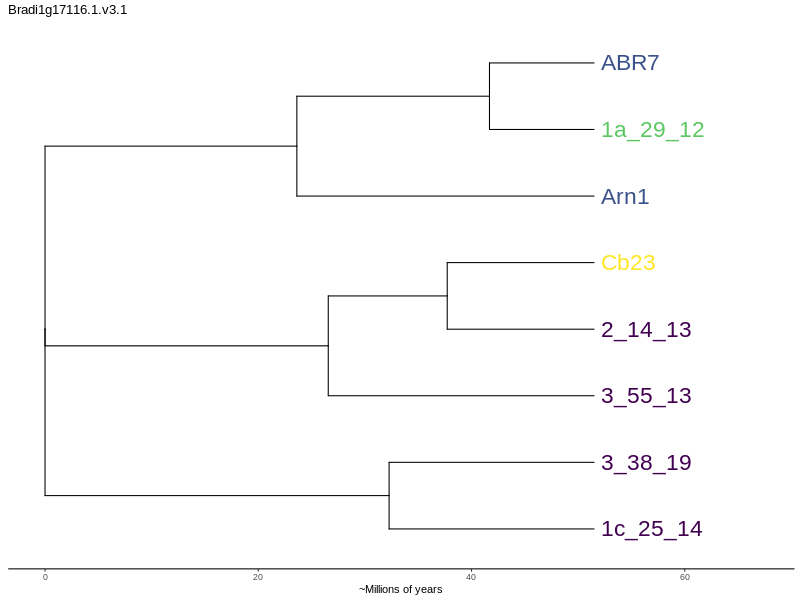 Bradi1g17116.1.v3.1
ABR7
1a_29_12
Arn1
Cb23
2_14_13
3_55_13
3_38_19
1c_25_14
0 20 40 60
~Millions of years